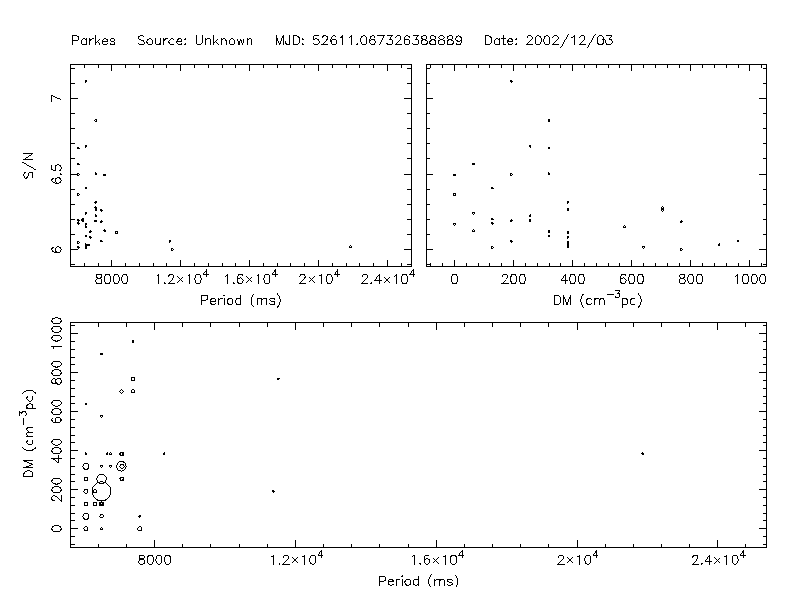 Parkes Source: Unknown MJD: 52611.067326388889 Date: 2002/12/03
7
6.5
6
S/N
8000 1.2×10⁴ 1.6×10⁴ 2×10⁴ 2.4×10⁴
Period (ms)
0 200 400 600 800 1000
DM (cm⁻³pc)
1000
800
600
400
200
0
DM (cm⁻³pc)
8000 1.2×10⁴ 1.6×10⁴ 2×10⁴ 2.4×10⁴
Period (ms)